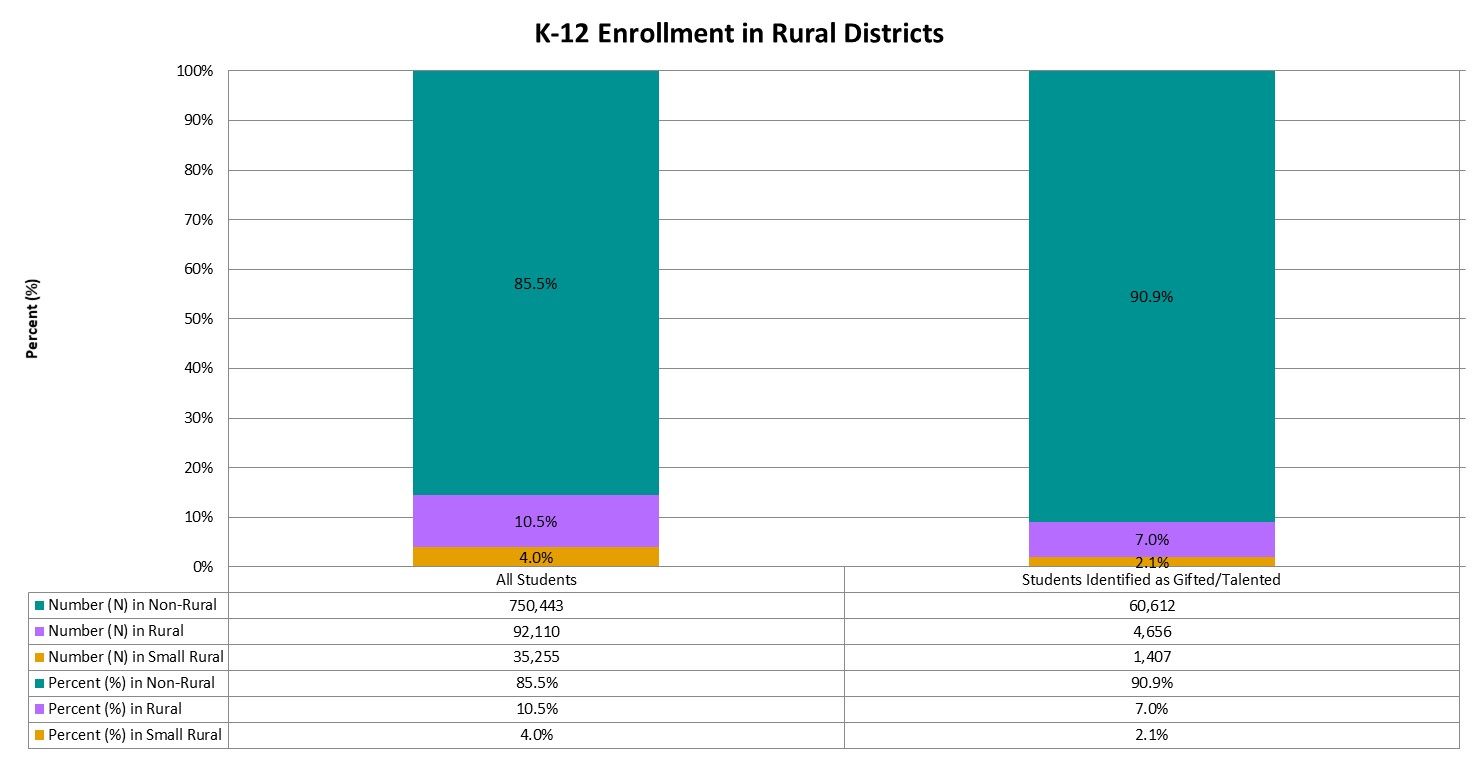 K-12 Enrollment in Rural Districts
Percent (%)
100%
90%
80%
70%
60%
50%
40%
30%
20%
10%
0%
85.5%
90.9%
10.5%
7.0%
4.0%
2.1%
All Students Students Identified as Gifted/Talented
Number (N) in Non-Rural 750,443 60,612
Number (N) in Rural 92,110 4,656
Number (N) in Small Rural 35,255 1,407
Percent (%) in Non-Rural 85.5% 90.9%
Percent (%) in Rural 10.5% 7.0%
Percent (%) in Small Rural 4.0% 2.1%